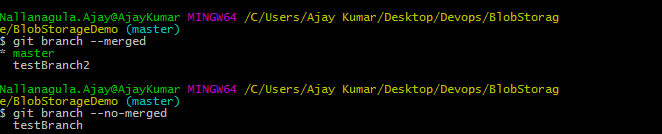 Nallanagula.Ajay@AjayKumar MINGW64 /C/Users/Ajay Kumar/Desktop/Devops/BlobStorag
e/BlobStorageDemo (master)
$ git branch --merged
* master
  testBranch2
Nallanagula.Ajay@AjayKumar MINGW64 /C/Users/Ajay Kumar/Desktop/Devops/BlobStorag
e/BlobStorageDemo (master)
$ git branch --no-merged
  testBranch